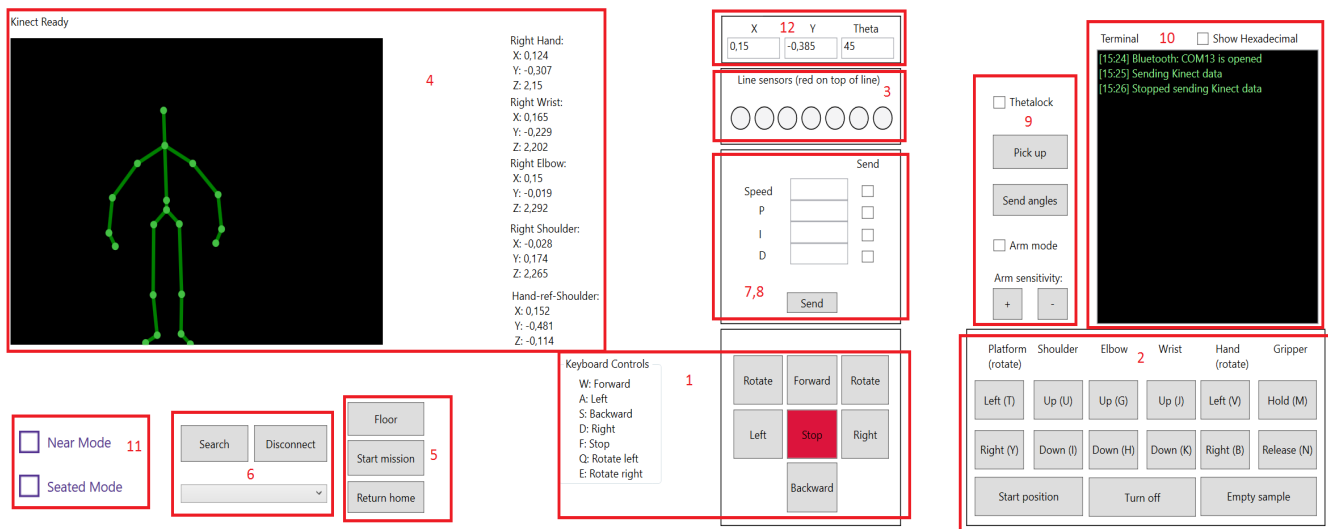 Kinect Ready
4
Right Hand:
X: 0,124
Y: -0,307
Z: 2,15
Right Wrist:
X: 0,165
Y: -0,229
Z: 2,202
Right Elbow:
X: 0,15
Y: -0,019
Z: 2,292
Right Shoulder:
X: -0,028
Y: 0,174
Z: 2,265
Hand-ref-Shoulder:
X: 0,152
Y: -0,481
Z: -0,114
X 12 Y Theta
0,15 -0,385 45
Line sensors (red on top of line)
3
Send
Speed
P
I
D
7,8
Send
Thetalock
9
Pick up
Send angles
Arm mode
Arm sensitivity:
+ -
Terminal 10 Show Hexadecimal
[15:24] Bluetooth: COM13 is opened
[15:25] Sending Kinect data
[15:26] Stopped sending Kinect data
Near Mode 11
Seated Mode
Search Disconnect
6
Floor
Start mission 5
Return home
Keyboard Controls
W: Forward
A: Left
S: Backward
D: Right
F: Stop
Q: Rotate left
E: Rotate right
1
Rotate Forward Rotate
Left Stop Right
Backward
Platform Shoulder Elbow Wrist Hand Gripper
(rotate) 2 (rotate)
Left (T) Up (U) Up (G) Up (J) Left (V) Hold (M)
Right (Y) Down (I) Down (H) Down (K) Right (B) Release (N)
Start position Turn off Empty sample